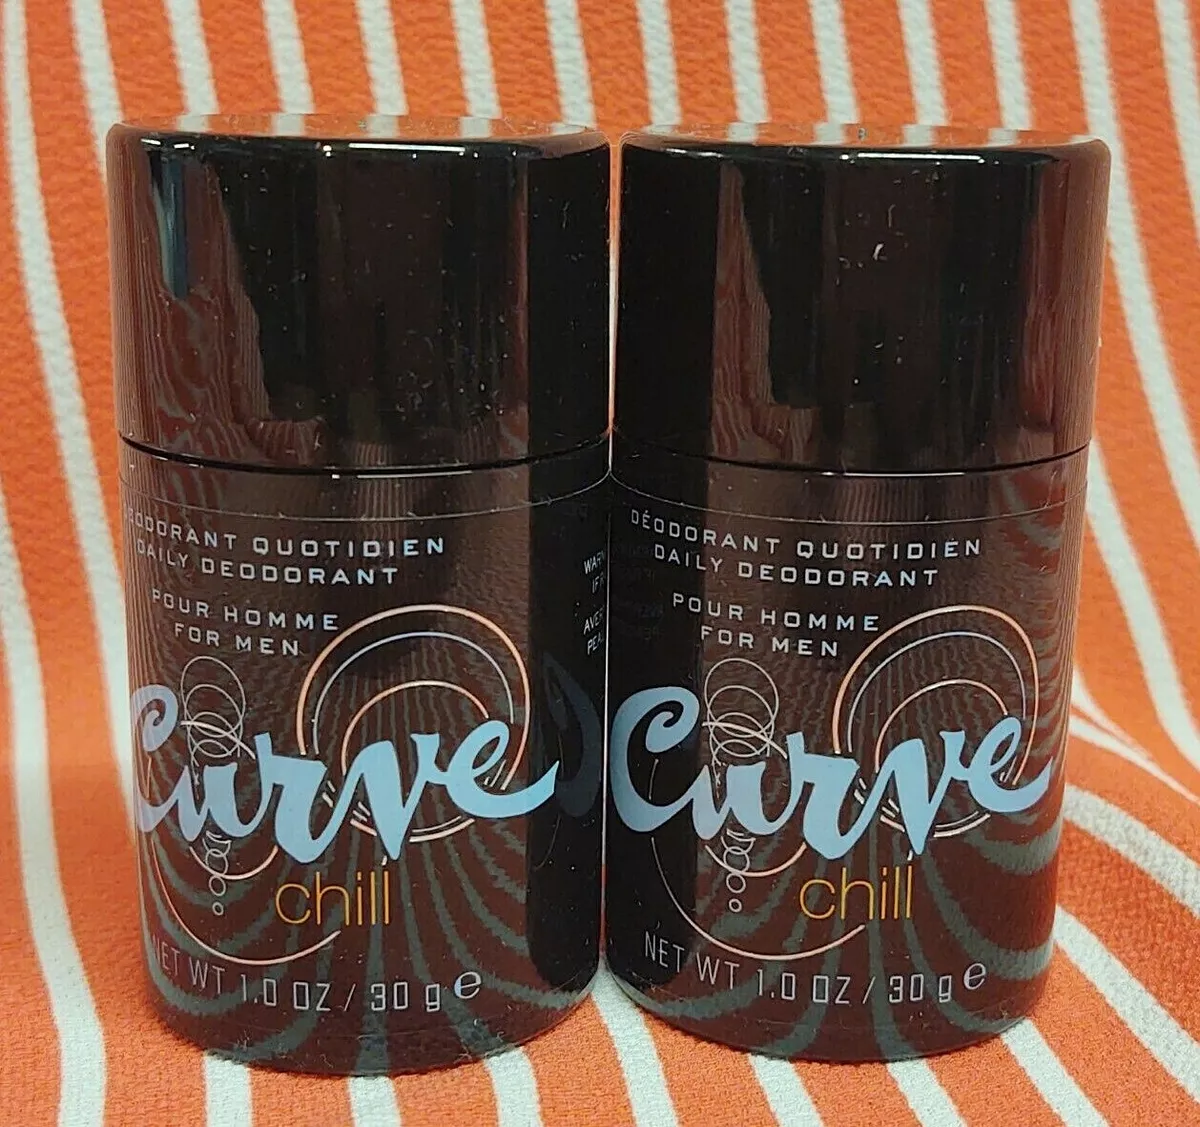 DÉODORANT QUOTIDIEN
DAILY DEODORANT
POUR HOMME
FOR MEN
Curve
chill
NET WT 1.0 OZ / 30 g e
DÉODORANT QUOTIDIEN
DAILY DEODORANT
POUR HOMME
FOR MEN
Curve
chill
NET WT 1.0 OZ / 30 g e